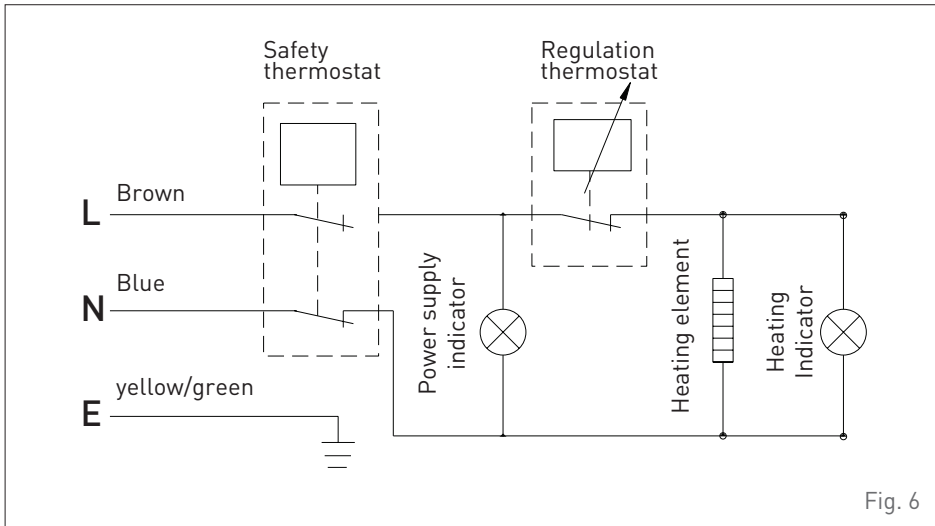 Safety
thermostat
Regulation
thermostat
L
Brown
N
Blue
E
yellow/green
Power supply
indicator
Heating element
Heating
Indicator
Fig. 6